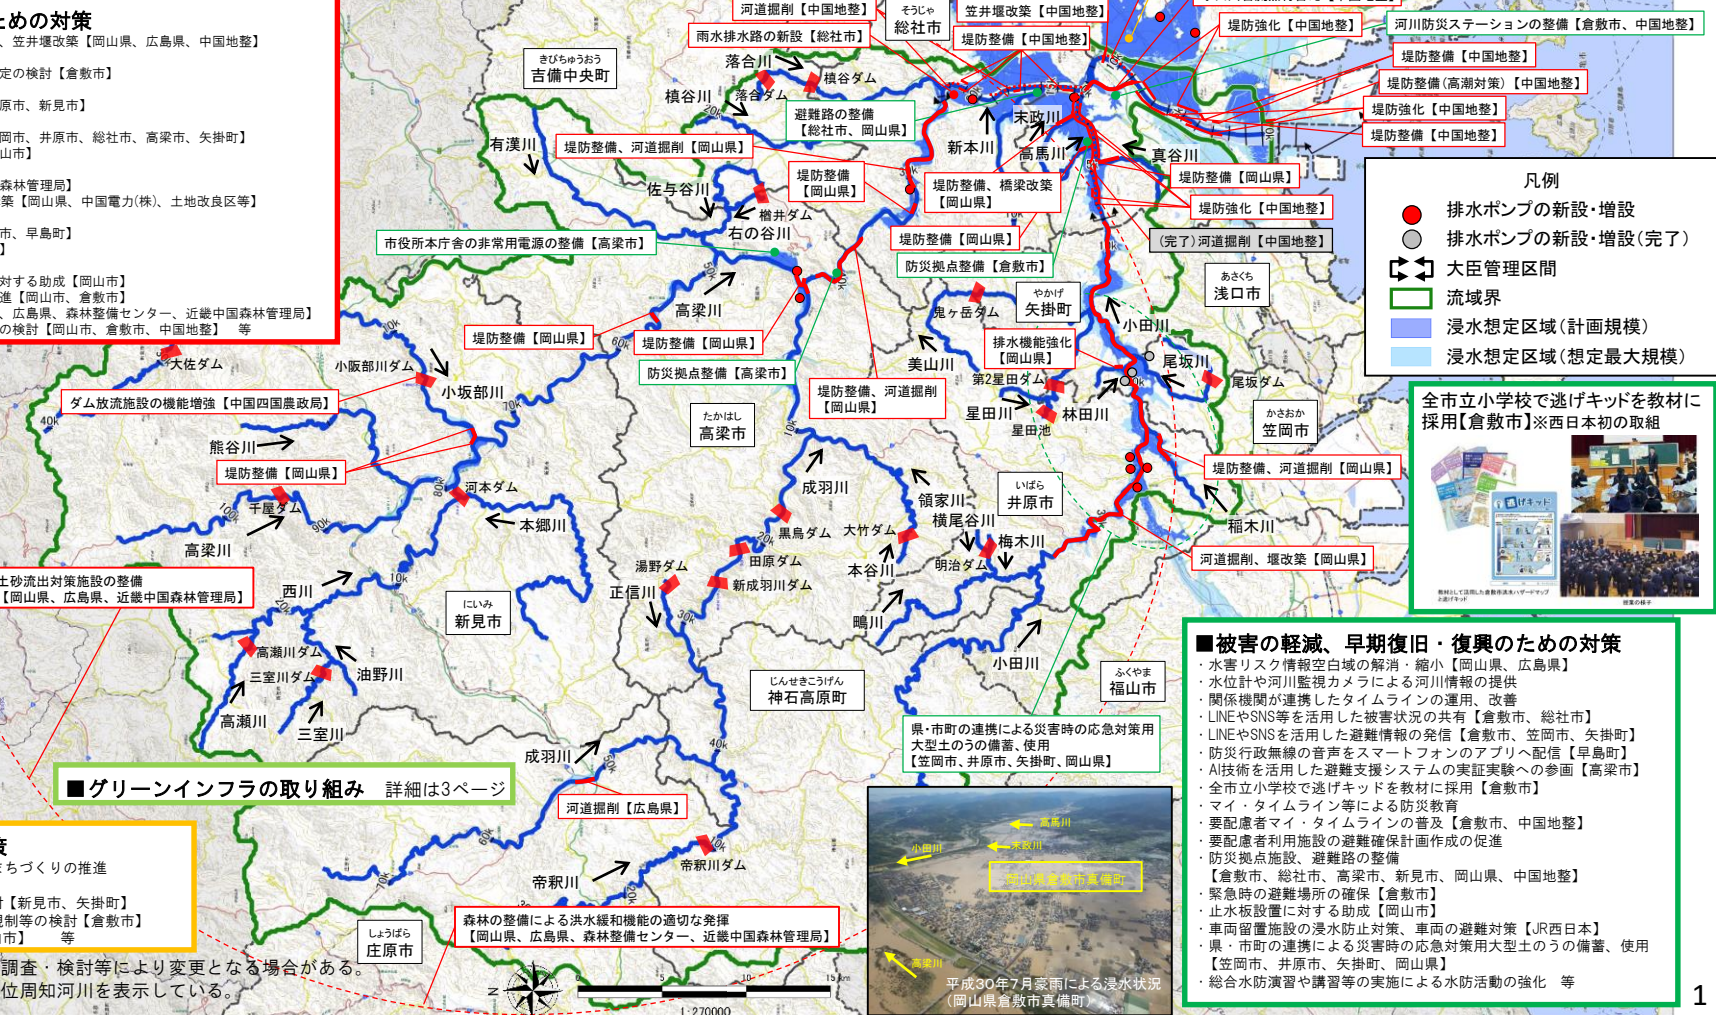 ための対策
、笠井堰改築【岡山県、広島県、中国地整】
定の検討【倉敷市】
原市、新見市】
岡市、井原市、総社市、高梁市、矢掛町】
山市】
森林管理局】
築【岡山県、中国電力(株)、土地改良区等】
市、早島町】
】
対する助成【岡山市】
進【岡山市、倉敷市】
、広島県、森林整備センター、近畿中国森林管理局】
の検討【岡山市、倉敷市、中国地整】 等
河道掘削【中国地整】
雨水排水路の新設【総社市】
そうじゃ
総社市
笠井堰改築【中国地整】
堤防整備【中国地整】
堤防強化【中国地整】
河川防災ステーションの整備【倉敷市、中国地整】
堤防整備【中国地整】
堤防整備(高潮対策)【中国地整】
堤防強化【中国地整】
堤防整備【中国地整】
きびちゅうおう
吉備中央町
落合川
槙谷ダム
槙谷川
落合ダム
20k
避難路の整備
【総社市、岡山県】
有漢川
堤防整備、河道掘削【岡山県】
佐与谷川
楢井ダム
右の谷川
堤防整備
【岡山県】
新本川
末政川
高馬川
真谷川
堤防整備、橋梁改築
【岡山県】
堤防整備【岡山県】
堤防強化【中国地整】
堤防整備【岡山県】
(完了)河道掘削【中国地整】
防災拠点整備【倉敷市】
市役所本庁舎の非常用電源の整備【高梁市】
凡例
排水ポンプの新設・増設
排水ポンプの新設・増設(完了)
大臣管理区間
流域界
浸水想定区域(計画規模)
浸水想定区域(想定最大規模)
あさくち
浅口市
やかげ
矢掛町
鬼ヶ岳ダム
小田川
高梁川
50k
60k
70k
堤防整備【岡山県】
堤防整備【岡山県】
防災拠点整備【高梁市】
美山川
排水機能強化
【岡山県】
尾坂川
尾坂ダム
第2星田ダム
星田川
星田池
林田川
堤防整備、河道掘削
【岡山県】
大佐ダム
小阪部川ダム
小坂部川
ダム放流施設の機能増強【中国四国農政局】
40k
熊谷川
堤防整備【岡山県】
たかはし
高梁市
10k
かさおか
笠岡市
堤防整備、河道掘削【岡山県】
全市立小学校で逃げキッドを教材に
採用【倉敷市】※西日本初の取組
逃げキッド
教材として活用した倉敷市洪水ハザードマップ
と逃げキッド
授業の様子
千屋ダム
100k
90k
80k
河本ダム
本郷川
高梁川
成羽川
領家川
いばら
井原市
稲木川
黒鳥ダム
20k
田原ダム
新成羽川ダム
大竹ダム
本谷川
横尾谷川
明治ダム
梅木川
河道掘削、堰改築【岡山県】
土砂流出対策施設の整備
【岡山県、広島県、近畿中国森林管理局】
西川
10k
20k
湯野ダム
正信川
30k
にいみ
新見市
鴫川
小田川
高瀬川ダム
三室川ダム
油野川
高瀬川
三室川
じんせきこうげん
神石高原町
ふくやま
福山市
県・市町の連携による災害時の応急対策用
大型土のうの備蓄、使用
【笠岡市、井原市、矢掛町、岡山県】
■被害の軽減、早期復旧・復興のための対策
・水害リスク情報空白域の解消・縮小【岡山県、広島県】
・水位計や河川監視カメラによる河川情報の提供
・関係機関が連携したタイムラインの運用、改善
・LINEやSNS等を活用した被害状況の共有【倉敷市、総社市】
・LINEやSNSを活用した避難情報の発信【倉敷市、笠岡市、矢掛町】
・防災行政無線の音声をスマートフォンのアプリへ配信【早島町】
・AI技術を活用した避難支援システムの実証実験への参画【高梁市】
・全市立小学校で逃げキッドを教材に採用【倉敷市】
・マイ・タイムライン等による防災教育
・要配慮者マイ・タイムラインの普及【倉敷市、中国地整】
・要配慮者利用施設の避難確保計画作成の促進
・防災拠点施設、避難路の整備
【倉敷市、総社市、高梁市、新見市、岡山県、中国地整】
・緊急時の避難場所の確保【倉敷市】
・止水板設置に対する助成【岡山市】
・車両留置施設の浸水防止対策、車両の避難対策【JR西日本】
・県・市町の連携による災害時の応急対策用大型土のうの備蓄、使用
【笠岡市、井原市、矢掛町、岡山県】
・総合水防演習や講習等の実施による水防活動の強化 等
■グリーンインフラの取り組み 詳細は3ページ
成羽川
50k
40k
河道掘削【広島県】
60k
70k
帝釈川ダム
10k
帝釈川
20k
策
まちづくりの推進
討【新見市、矢掛町】
規制等の検討【倉敷市】
山市】 等
しょうばら
庄原市
森林の整備による洪水緩和機能の適切な発揮
【岡山県、広島県、森林整備センター、近畿中国森林管理局】
調査・検討等により変更となる場合がある。
位周知河川を表示している。
N
0 5 10 15km
1:270000
高馬川
小田川
末政川
岡山県倉敷市真備町
高梁川
平成30年7月豪雨による浸水状況
(岡山県倉敷市真備町)
1